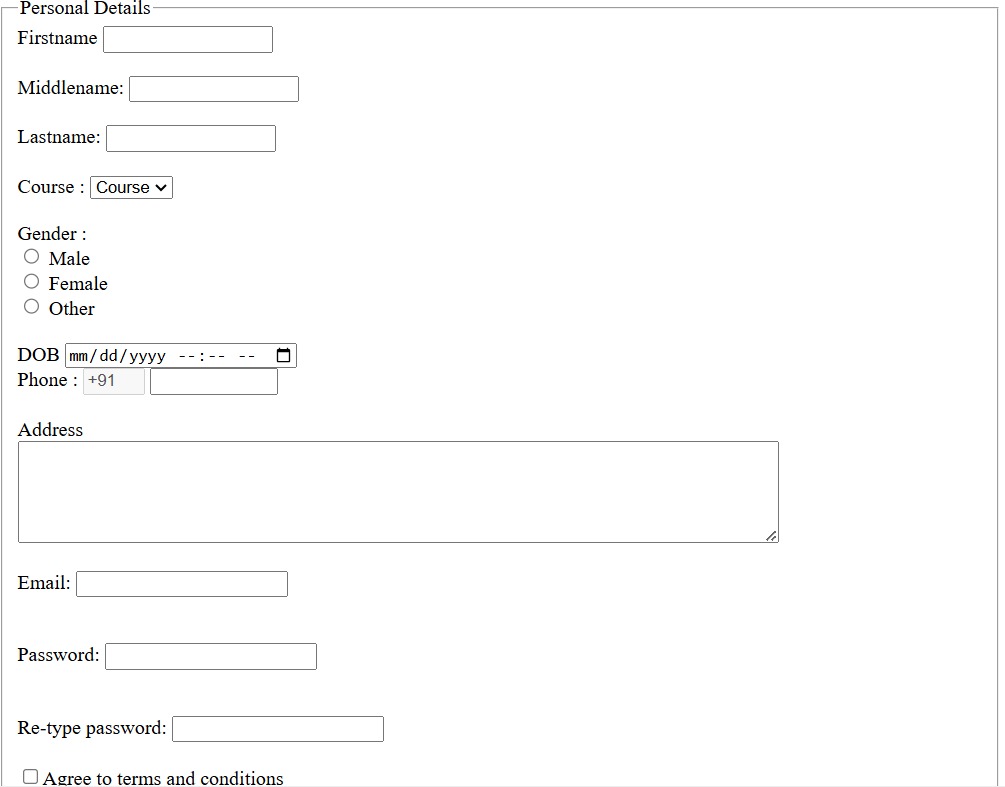 Personal Details
Firstname
Middlename:
Lastname:
Course : Course
Gender :
Male
Female
Other
DOB mm/dd/yyyy --:-- --
Phone : +91
Address
Email:
Password:
Re-type password:
Agree to terms and conditions